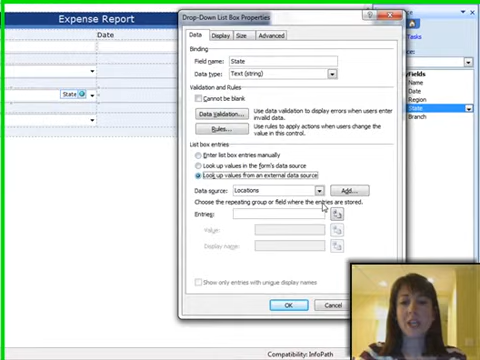 Expense Report
Date
State
Drop-Down List Box Properties
Data
Display
Size
Advanced
Binding
Field name:
State
Data type:
Text (string)
Validation and Rules
Cannot be blank
Data Validation...
Use data validation to display errors when users enter
invalid data.
Rules...
Use rules to apply actions when users change the
value in this control.
List box entries
Enter list box entries manually
Look up values in the form's data source
Look up values from an external data source
Data source:
Locations
Add...
Choose the repeating group or field where the entries are stored.
Entries:
Value:
Display name:
Show only entries with unique display names
OK
Cancel
Tasks
Fields
Name
Date
Region
State
Branch
Compatibility: InfoPath